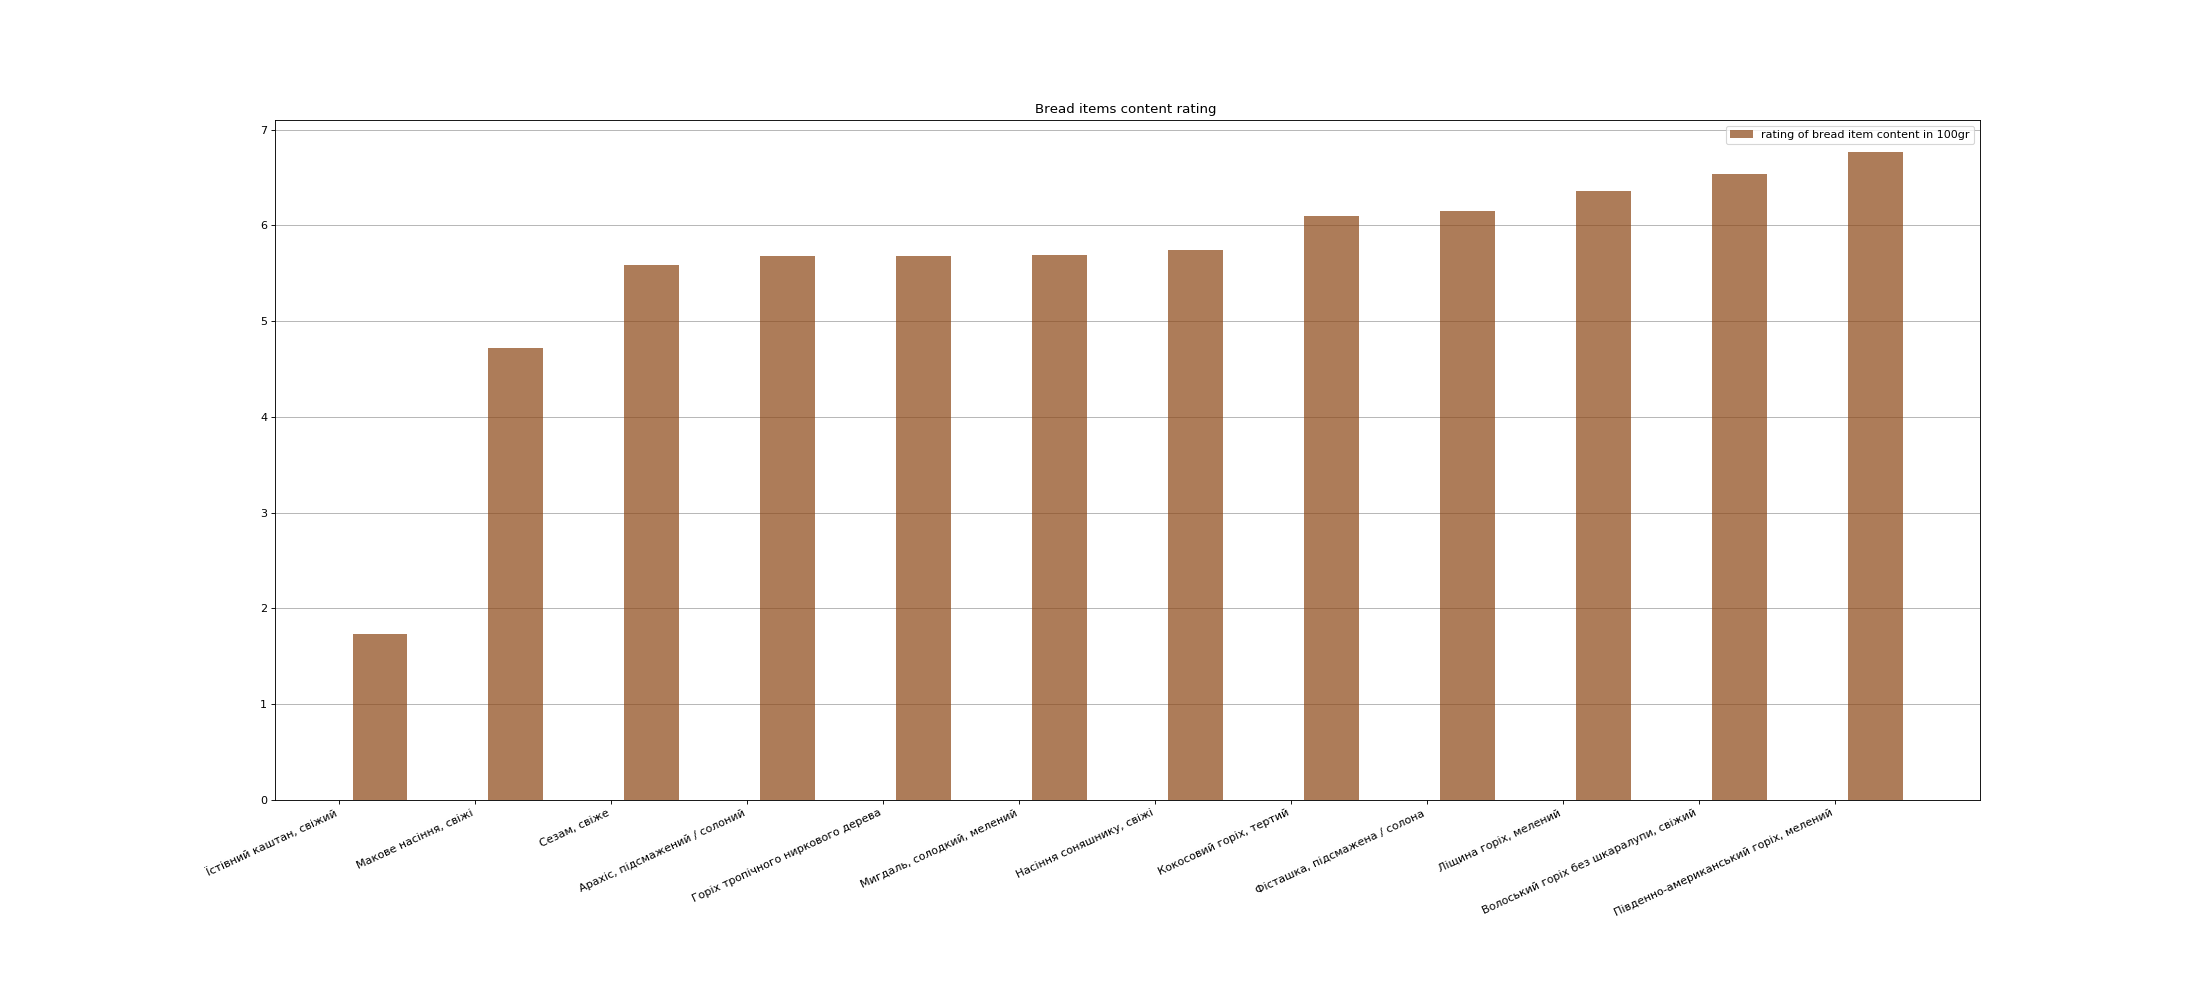 Bread items content rating
rating of bread item content in 100gr
7
6
5
4
3
2
1
0
Їстівний каштан, свіжий
Макове насіння, свіжі
Сезам, свіже
Арахіс, підсмажений / солоний
Горіх тропічного ниркового дерева
Мигдаль, солодкий, мелений
Насіння соняшнику, свіжі
Кокосовий горіх, тертий
Фісташка, підсмажена / солона
Ліщина горіх, мелений
Волоський горіх без шкаралупи, свіжий
Південно-американський горіх, мелений